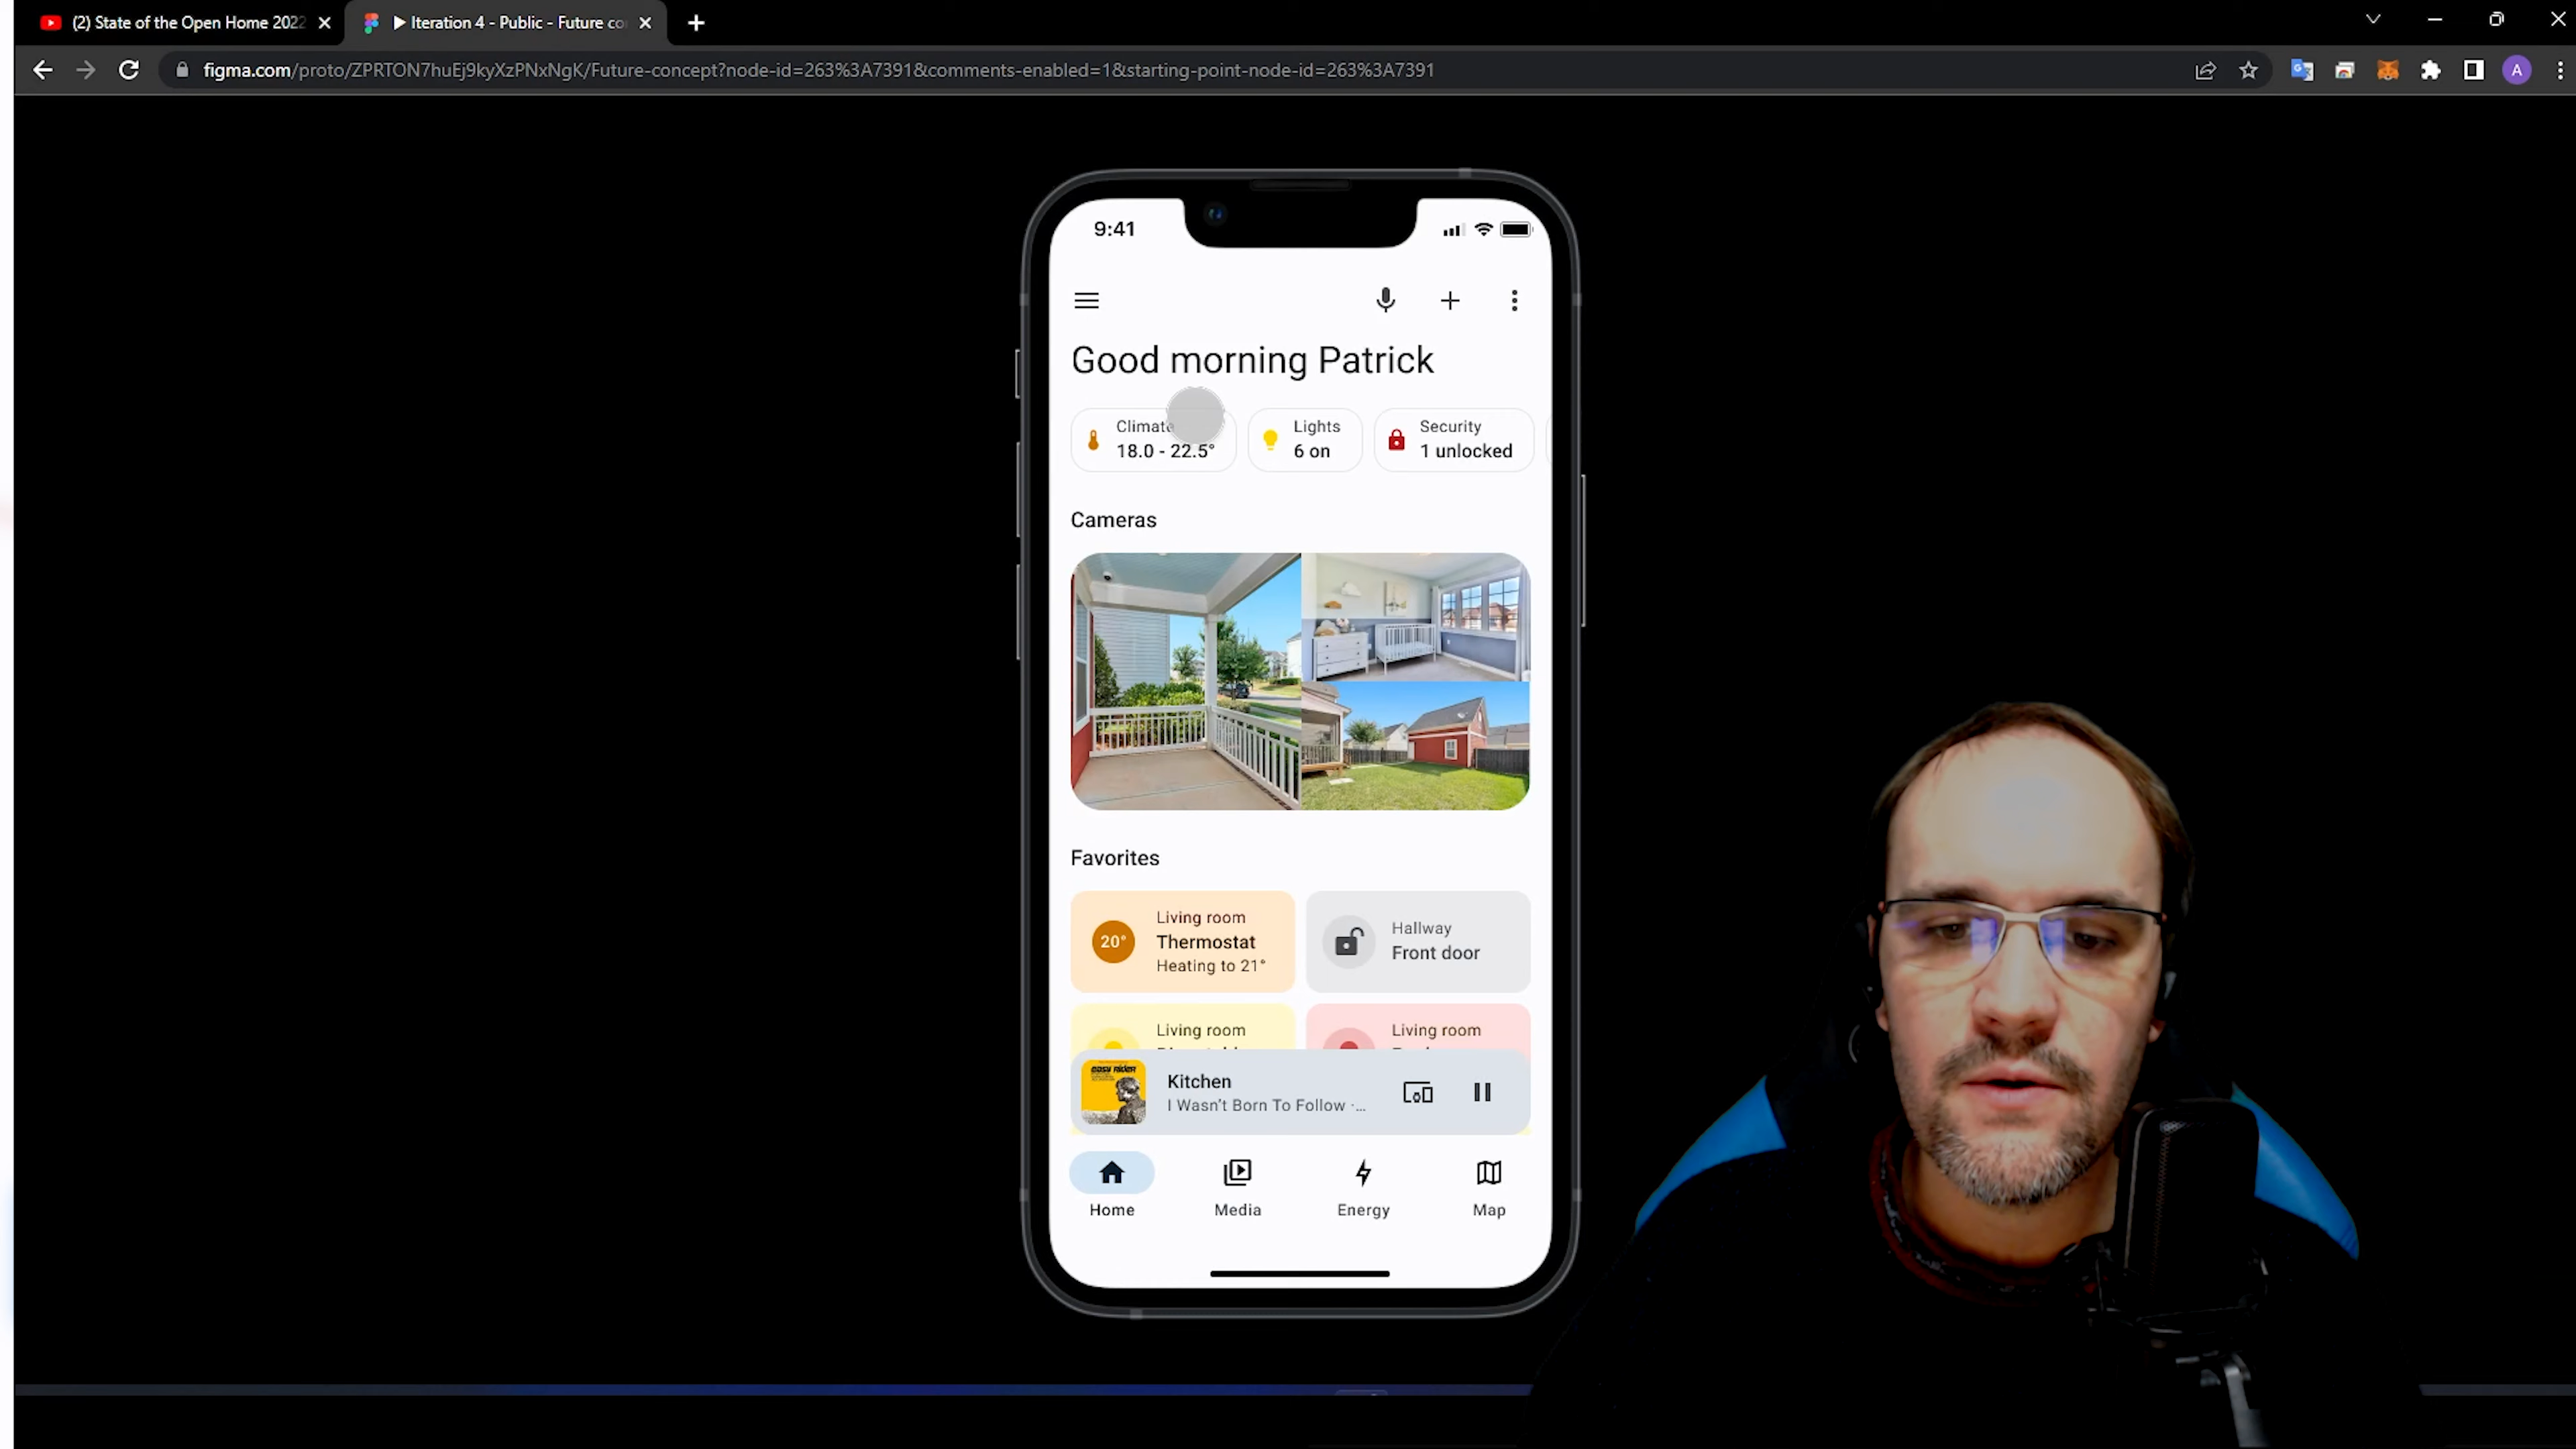 (2) State of the Open Home 2022
Iteration 4 - Public - Future co
figma.com/proto/ZPRTON7huEj9kyXzPNxNgK/Future-concept?node-id=263%3A7391&comments-enabled=1&starting-point-node-id=263%3A7391
A
9:41
Good morning Patrick
Climate
18.0 - 22.5°
Lights
6 on
Security
1 unlocked
Cameras
Favorites
20°
Living room
Thermostat
Heating to 21°
Hallway
Front door
Living room
Living room
easy rider
Kitchen
I Wasn't Born To Follow ·...
Home
Media
Energy
Map